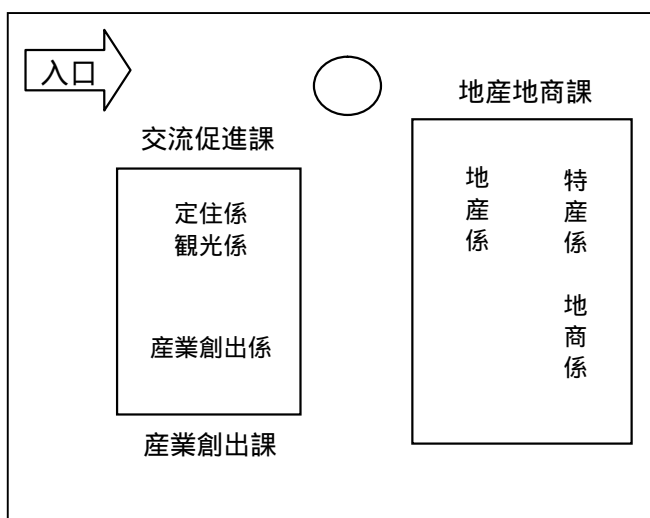 入口
地産地商課
交流促進課
定住係
観光係
産業創出係
産業創出課
地産係
特産係
地商係